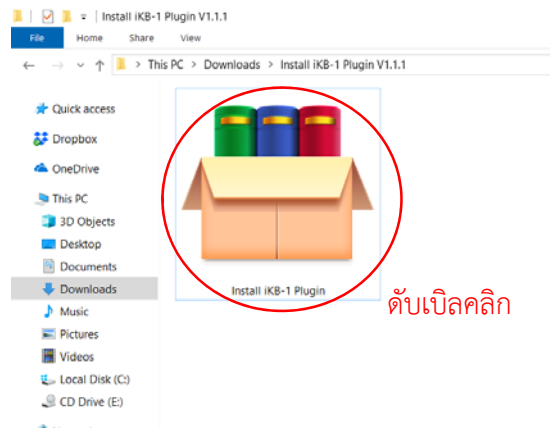 Install iKB-1 Plugin V1.1.1
File Home Share View
This PC > Downloads > Install iKB-1 Plugin V1.1.1
Quick access
Dropbox
OneDrive
This PC
3D Objects
Desktop
Documents
Downloads
Music
Pictures
Videos
Local Disk (C:)
CD Drive (E:)
Install iKB-1 Plugin
ดับเบิลคลิก